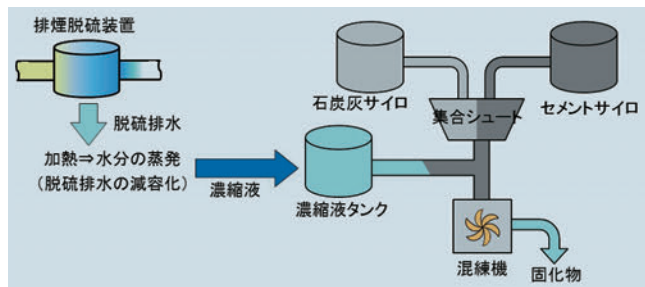 排煙脱硫装置
脱硫排水
加熱⇒水分の蒸発
(脱硫排水の減容化)
濃縮液
濃縮液タンク
石炭灰サイロ
集合シュート
セメントサイロ
混練機
固化物